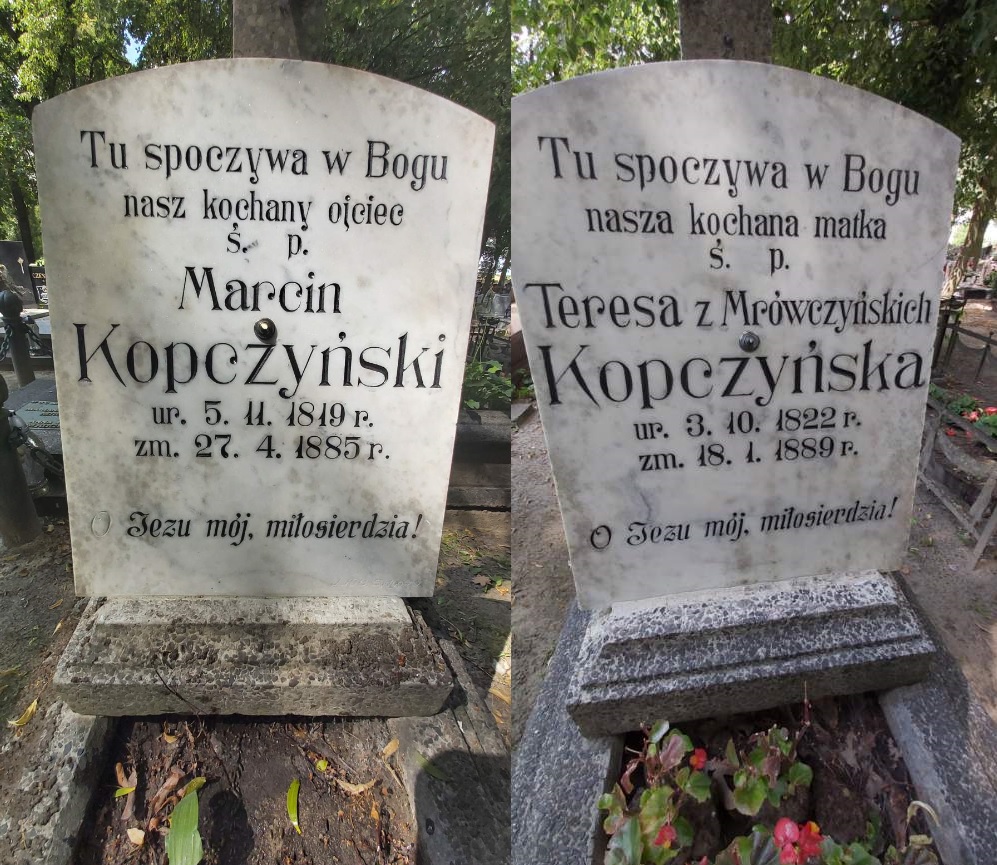 Tu spoczywa w Bogu
nasz kochany ojciec
ś. p.
Marcin
Kopczyński
ur. 5. 11. 1819 r.
zm. 27. 4. 1885 r.
O Jezu mój, miłosierdzia!
Tu spoczywa w Bogu
nasza kochana matka
ś. p.
Teresa z Mrówczyńskich
Kopczyńska
ur. 3. 10. 1822 r.
zm. 18. 1. 1889 r.
O Jezu mój, miłosierdzia!